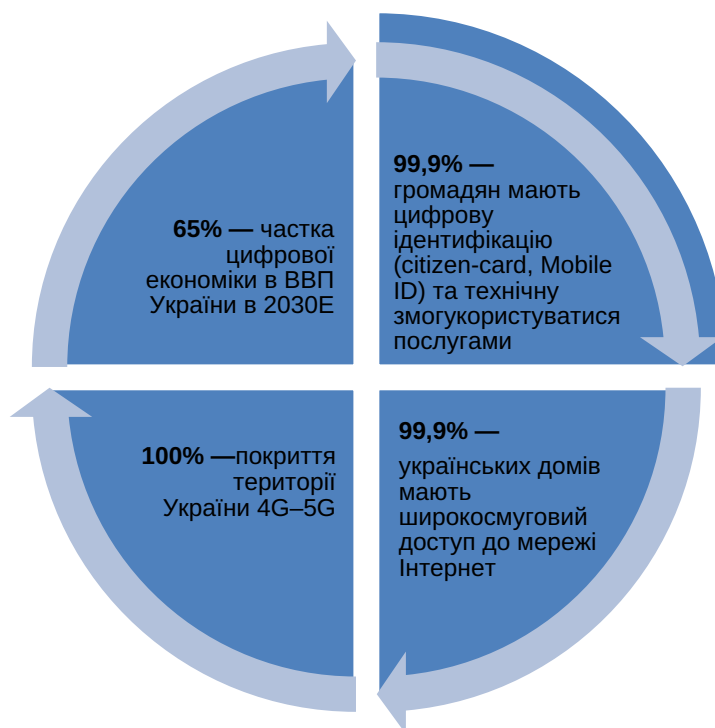 65% — частка
цифрової
економіки в ВВП
України в 2030E
99,9% —
громадян мають
цифрову
ідентифікацію
(citizen-card, Mobile
ID) та технічну
змогукористуватися
послугами
100% —покриття
території
України 4G–5G
99,9% —
українських домів
мають
широкосмуговий
доступ до мережі
Інтернет